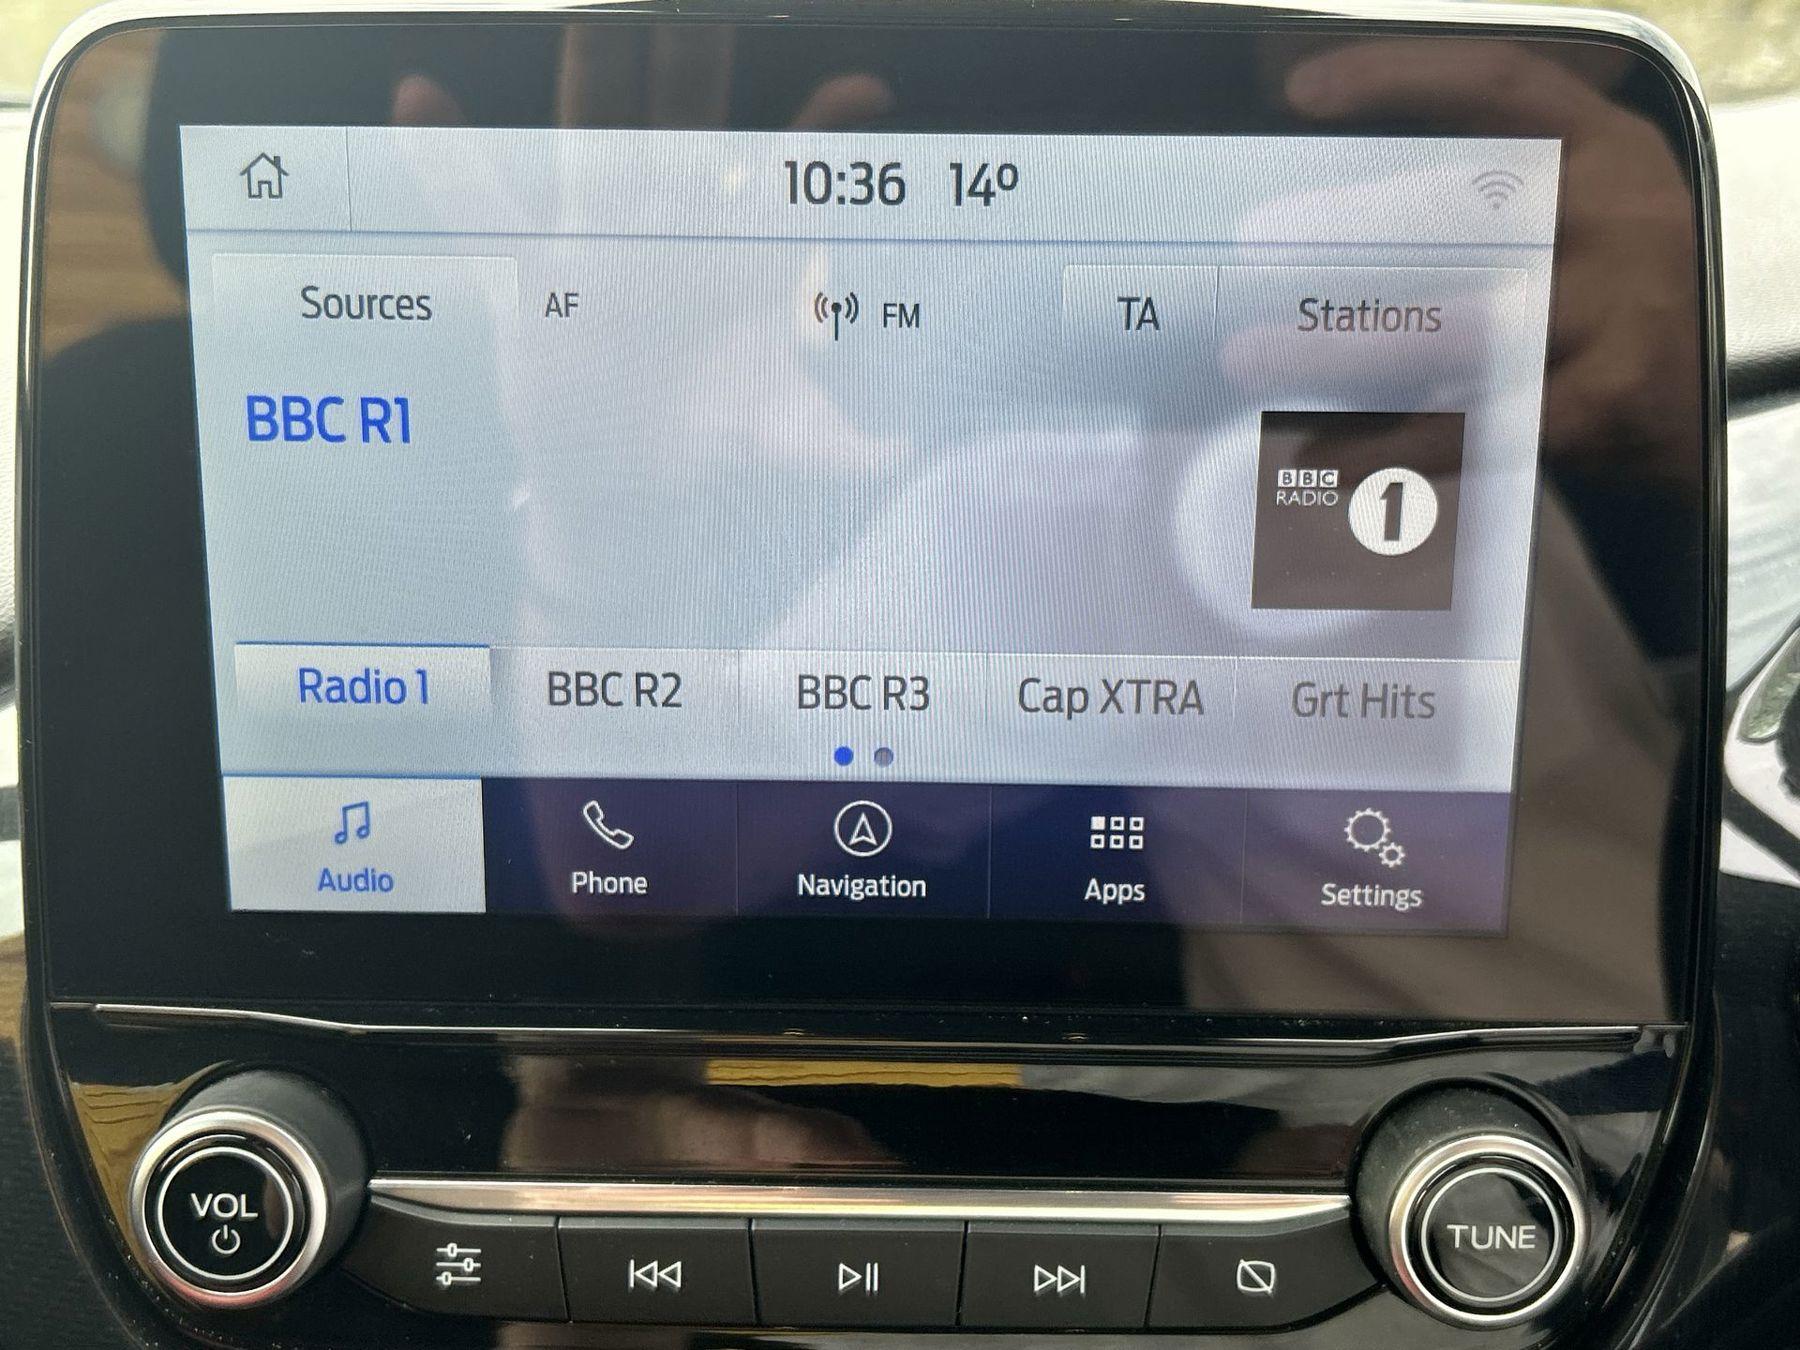 10:36 14º
Sources AF FM TA Stations
BBC R1
BBC
RADIO 1
Radio 1 BBC R2 BBC R3 Cap XTRA Grt Hits
Audio Phone Navigation Apps Settings
VOL TUNE